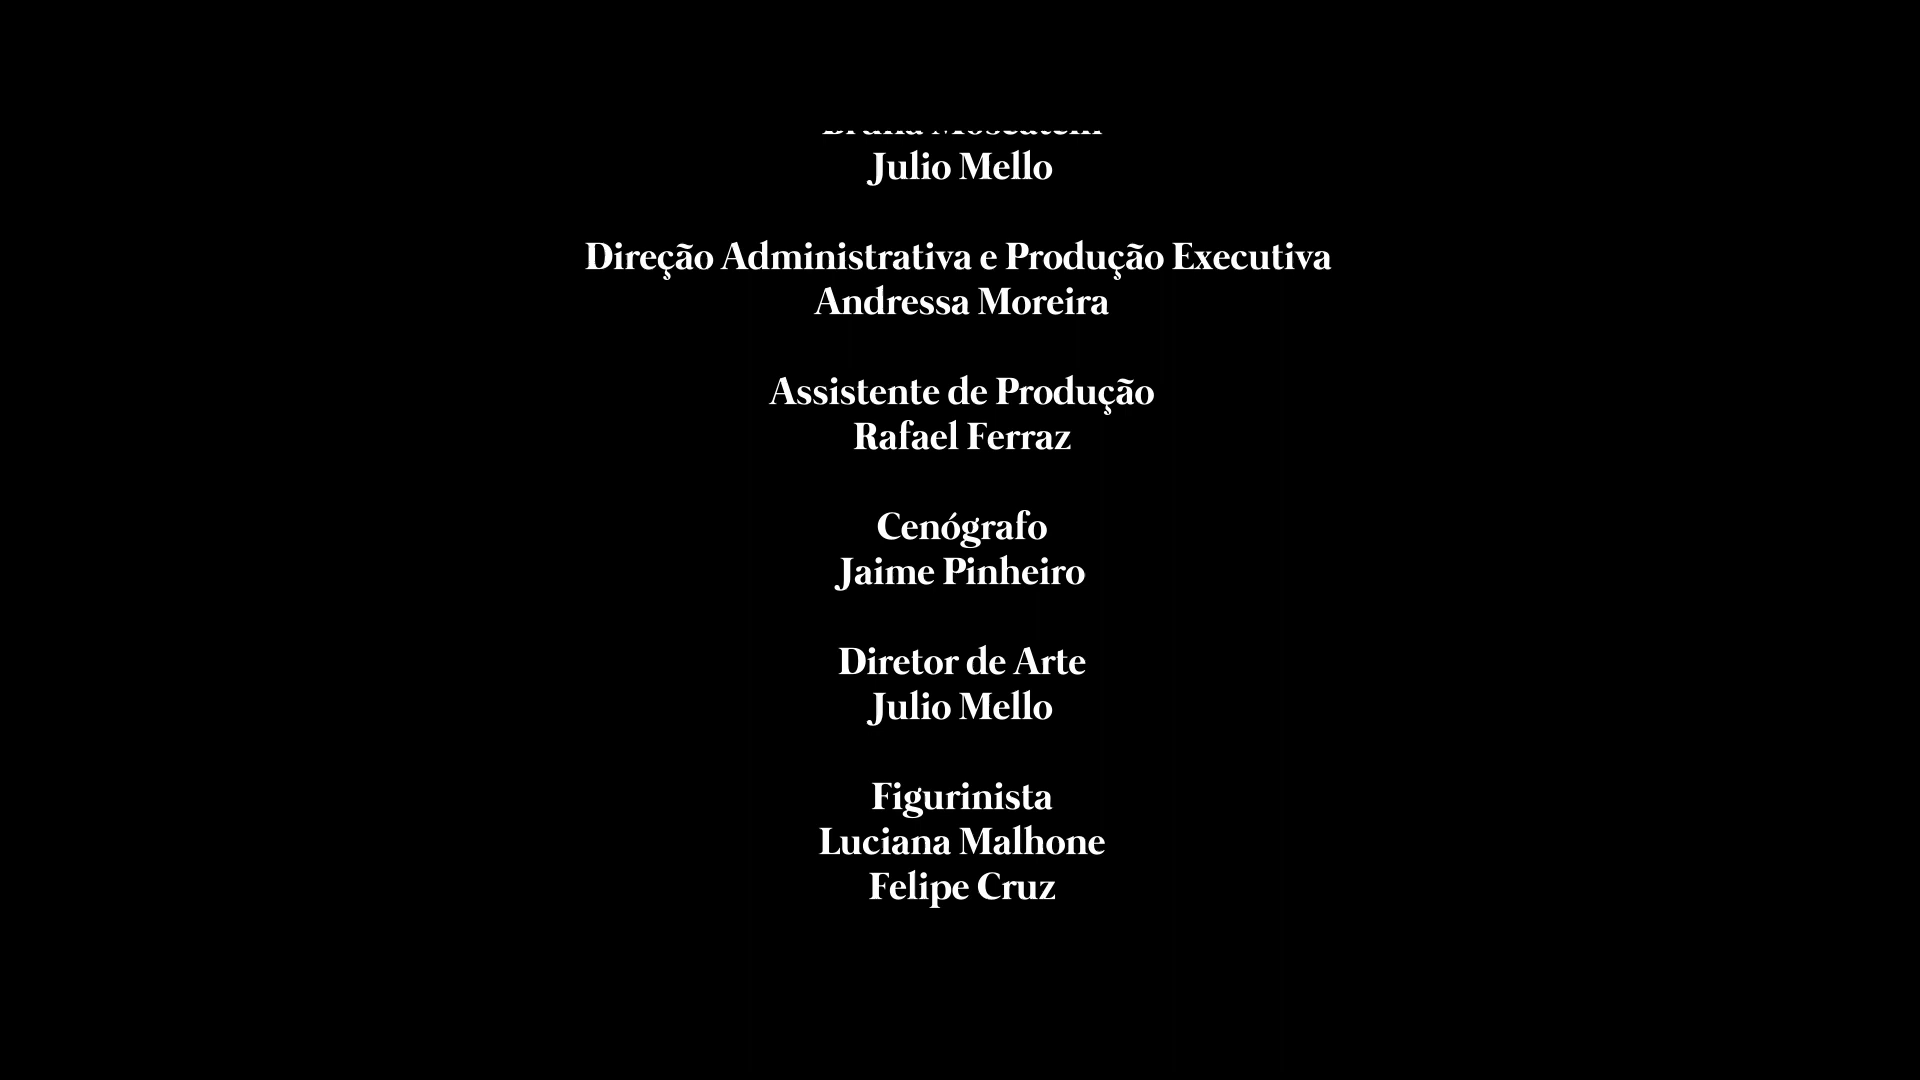 Julio Mello
Direção Administrativa e Produção Executiva
Andressa Moreira
Assistente de Produção
Rafael Ferraz
Cenógrafo
Jaime Pinheiro
Diretor de Arte
Julio Mello
Figurinista
Luciana Malhone
Felipe Cruz